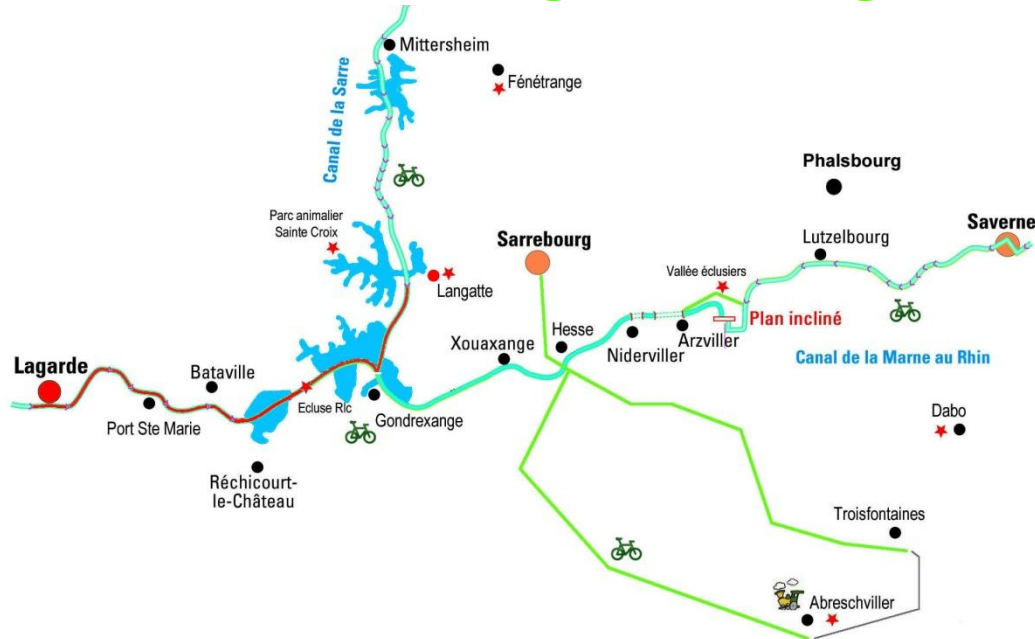 Mittersheim
Fénétrange
Canal de la Sarre
Phalsbourg
Parc animalier
Sainte Croix
Sarrebourg
Saverne
Lutzelbourg
Langatte
Vallée éclusiers
Plan incliné
Hesse
Xouaxange
Niderviller
Arzviller
Canal de la Marne au Rhin
Lagarde
Bataville
Ecluse Rlc
Gondrexange
Port Ste Marie
Dabo
Réchicourt-
le-Château
Troisfontaines
Abreschviller